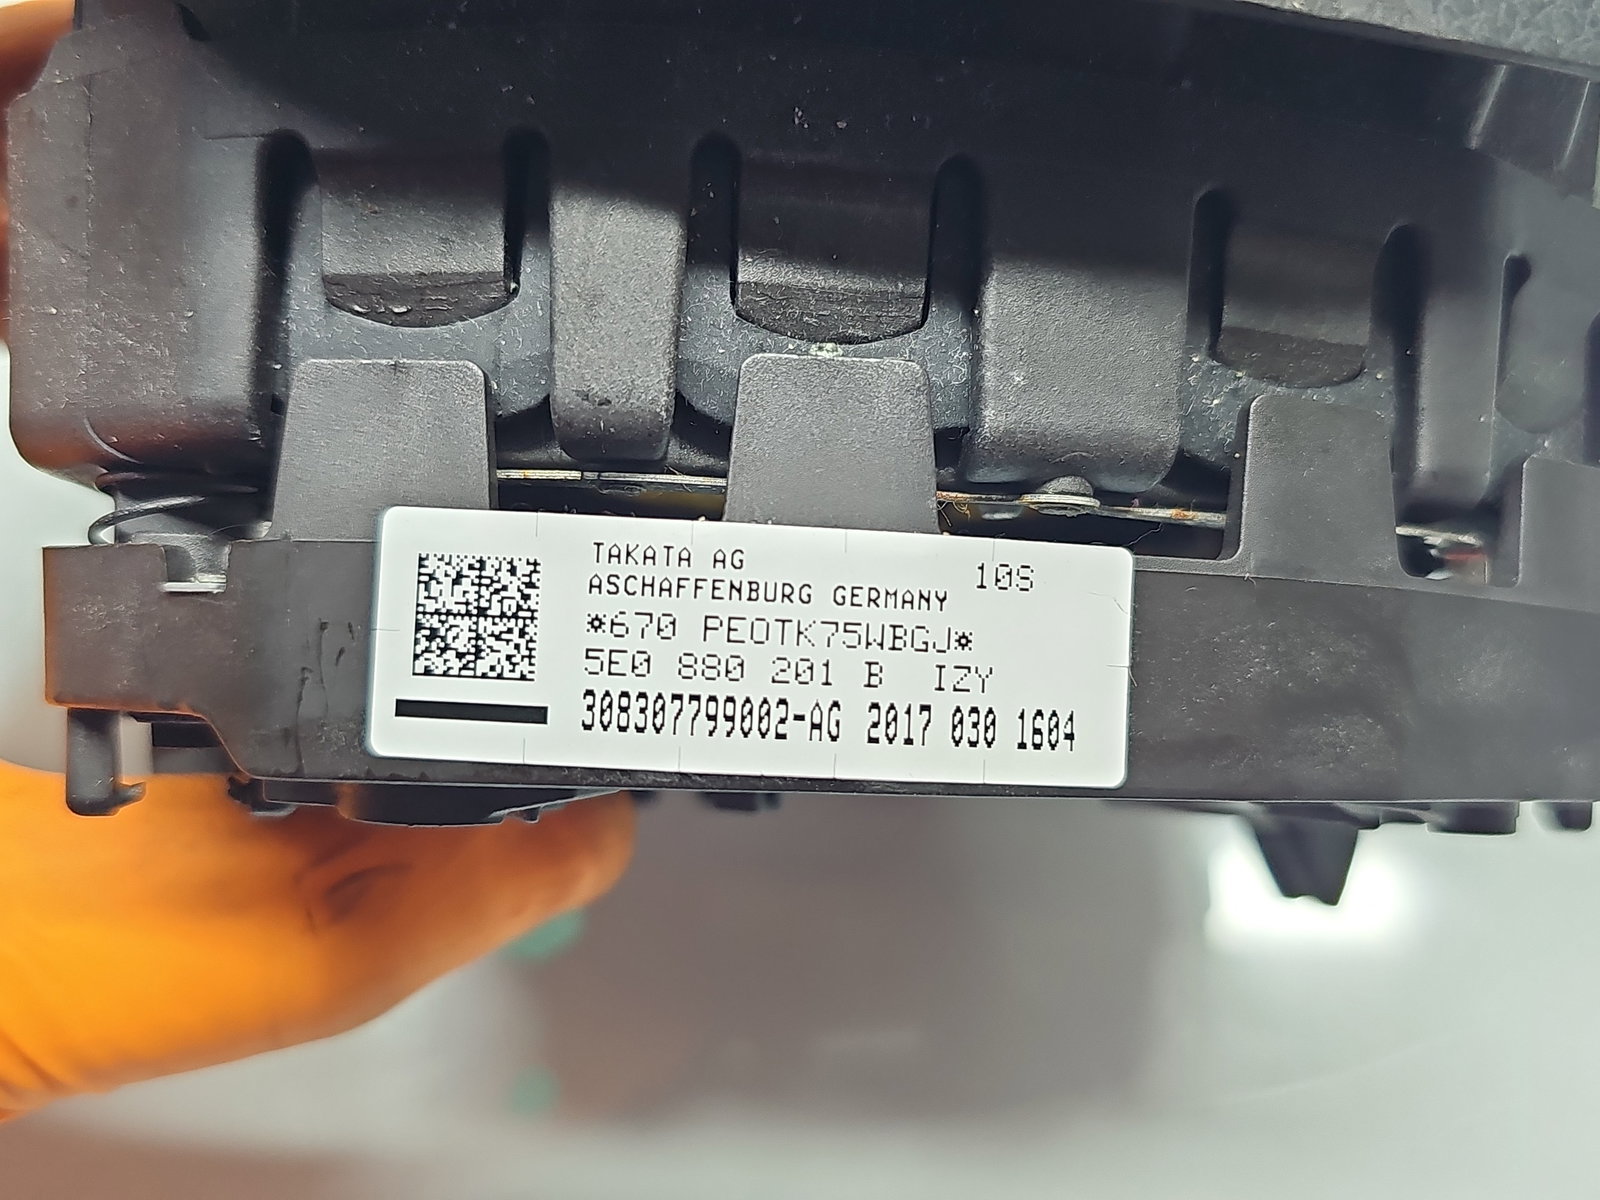 TAKATA AG
ASCHAFFENBURG GERMANY 10S
*670 PE0TK75WBGJ*
5E0 880 201 B IZY
308307799002-AG 2017 030 1604